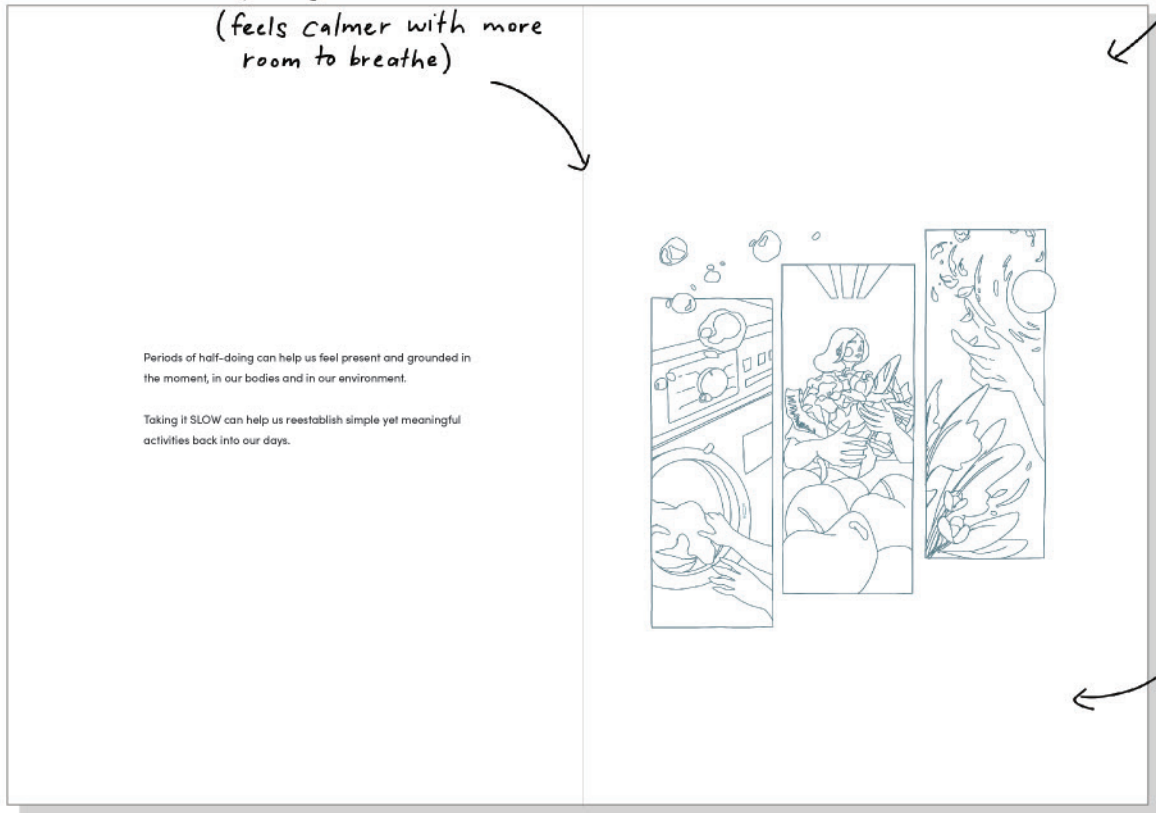 (feels calmer with more
room to breathe)
Periods of half-doing can help us feel present and grounded in
the moment, in our bodies and in our environment.
Taking it SLOW can help us reestablish simple yet meaningful
activities back into our days.